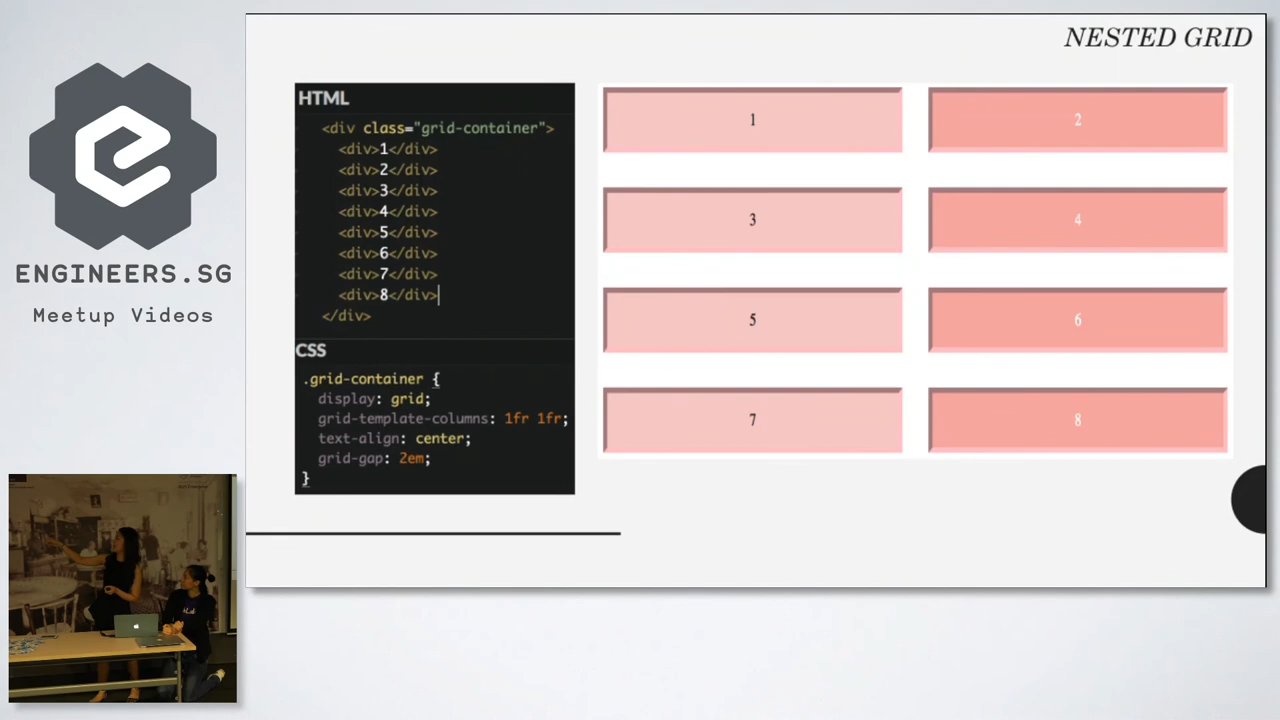 ENGINEERS.SG
Meetup Videos
NESTED GRID
HTML
<div class="grid-container">
<div>1</div>
<div>2</div>
<div>3</div>
<div>4</div>
<div>5</div>
<div>6</div>
<div>7</div>
<div>8</div>
</div>
CSS
.grid-container {
display: grid;
grid-template-columns: 1fr 1fr;
text-align: center;
grid-gap: 2em;
}
1
2
3
4
5
6
7
8